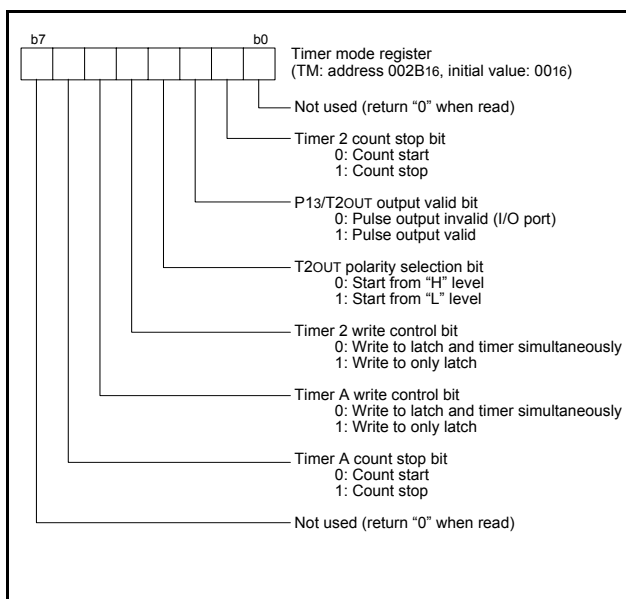 b7 b0
Timer mode register
(TM: address 002B16, initial value: 0016)
Not used (return “0” when read)
Timer 2 count stop bit
0: Count start
1: Count stop
P13/T2OUT output valid bit
0: Pulse output invalid (I/O port)
1: Pulse output valid
T2OUT polarity selection bit
0: Start from “H” level
1: Start from “L” level
Timer 2 write control bit
0: Write to latch and timer simultaneously
1: Write to only latch
Timer A write control bit
0: Write to latch and timer simultaneously
1: Write to only latch
Timer A count stop bit
0: Count start
1: Count stop
Not used (return “0” when read)